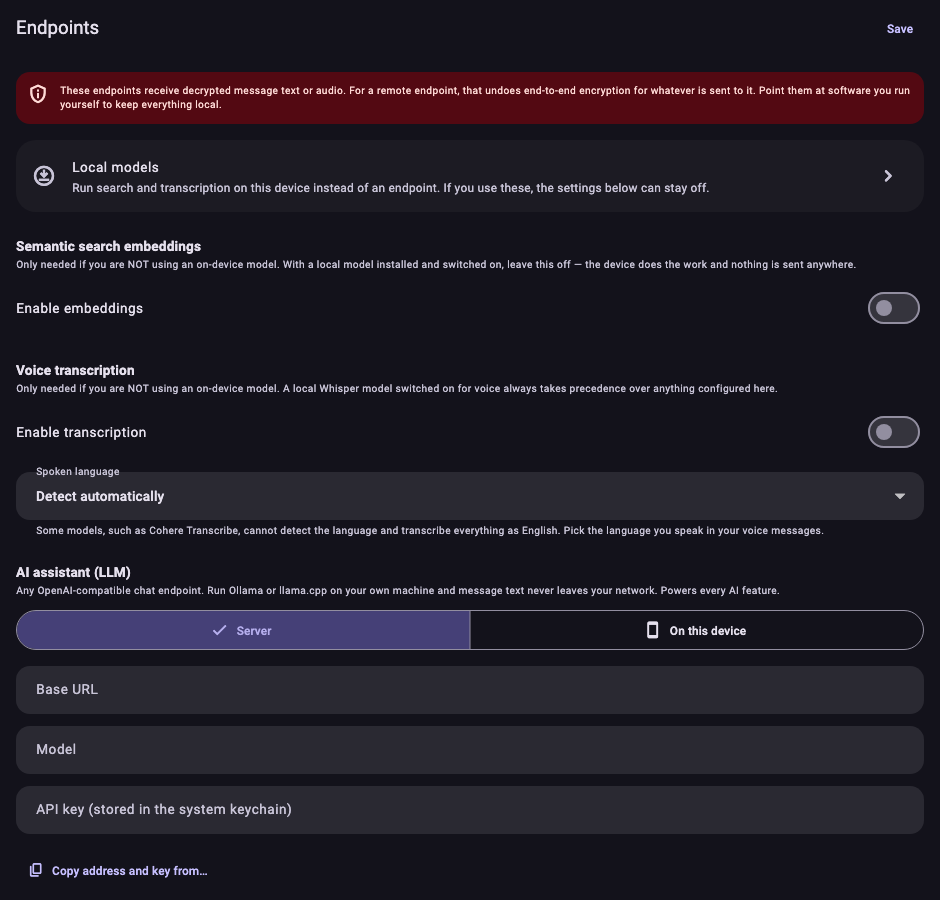 Endpoints
Save
These endpoints receive decrypted message text or audio. For a remote endpoint, that undoes end-to-end encryption for whatever is sent to it. Point them at software you run
yourself to keep everything local.
Local models
Run search and transcription on this device instead of an endpoint. If you use these, the settings below can stay off.
Semantic search embeddings
Only needed if you are NOT using an on-device model. With a local model installed and switched on, leave this off — the device does the work and nothing is sent anywhere.
Enable embeddings
Voice transcription
Only needed if you are NOT using an on-device model. A local Whisper model switched on for voice always takes precedence over anything configured here.
Enable transcription
Spoken language
Detect automatically
Some models, such as Cohere Transcribe, cannot detect the language and transcribe everything as English. Pick the language you speak in your voice messages.
AI assistant (LLM)
Any OpenAI-compatible chat endpoint. Run Ollama or llama.cpp on your own machine and message text never leaves your network. Powers every AI feature.
Server
On this device
Base URL
Model
API key (stored in the system keychain)
Copy address and key from...